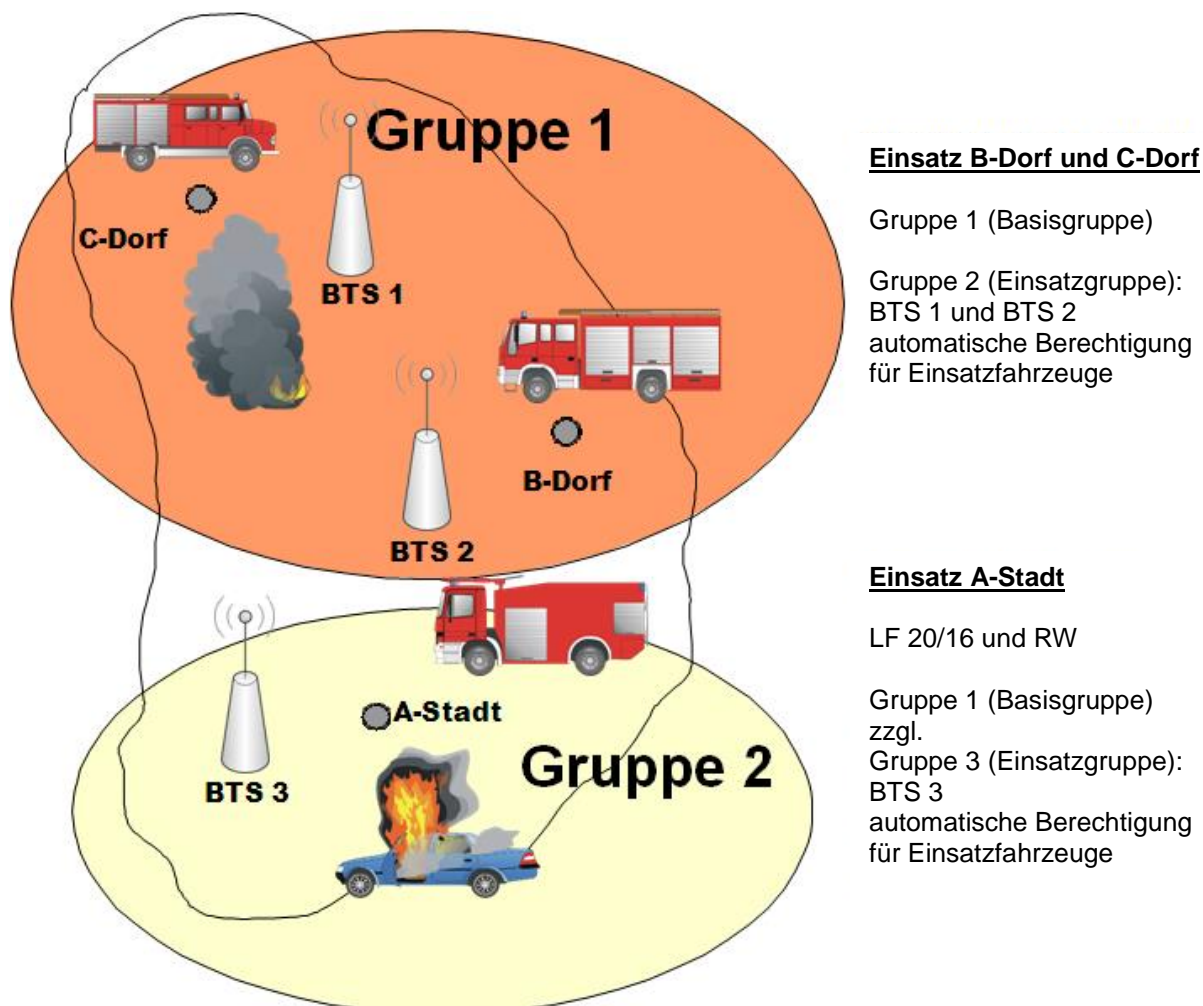 Gruppe 1
C-Dorf
BTS 1
B-Dorf
BTS 2
A-Stadt
Gruppe 2
BTS 3
Einsatz B-Dorf und C-Dorf
Gruppe 1 (Basisgruppe)
Gruppe 2 (Einsatzgruppe):
BTS 1 und BTS 2
automatische Berechtigung
für Einsatzfahrzeuge
Einsatz A-Stadt
LF 20/16 und RW
Gruppe 1 (Basisgruppe)
zzgl.
Gruppe 3 (Einsatzgruppe):
BTS 3
automatische Berechtigung
für Einsatzfahrzeuge